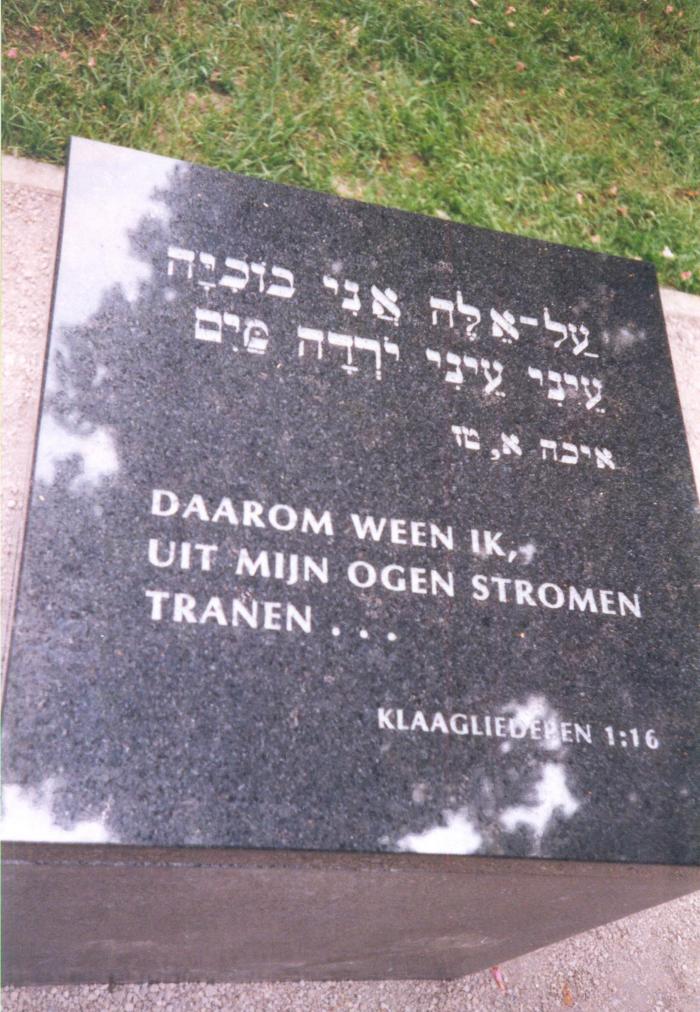 עַל־אֵלֶּה אֲנִי בוֹכִיָּה
עֵינִי עֵינִי יֹרְדָה מַּיִם
איכה א, טז
DAAROM WEEN IK,
UIT MIJN OGEN STROMEN
TRANEN . . .
KLAAGLIEDEREN 1:16